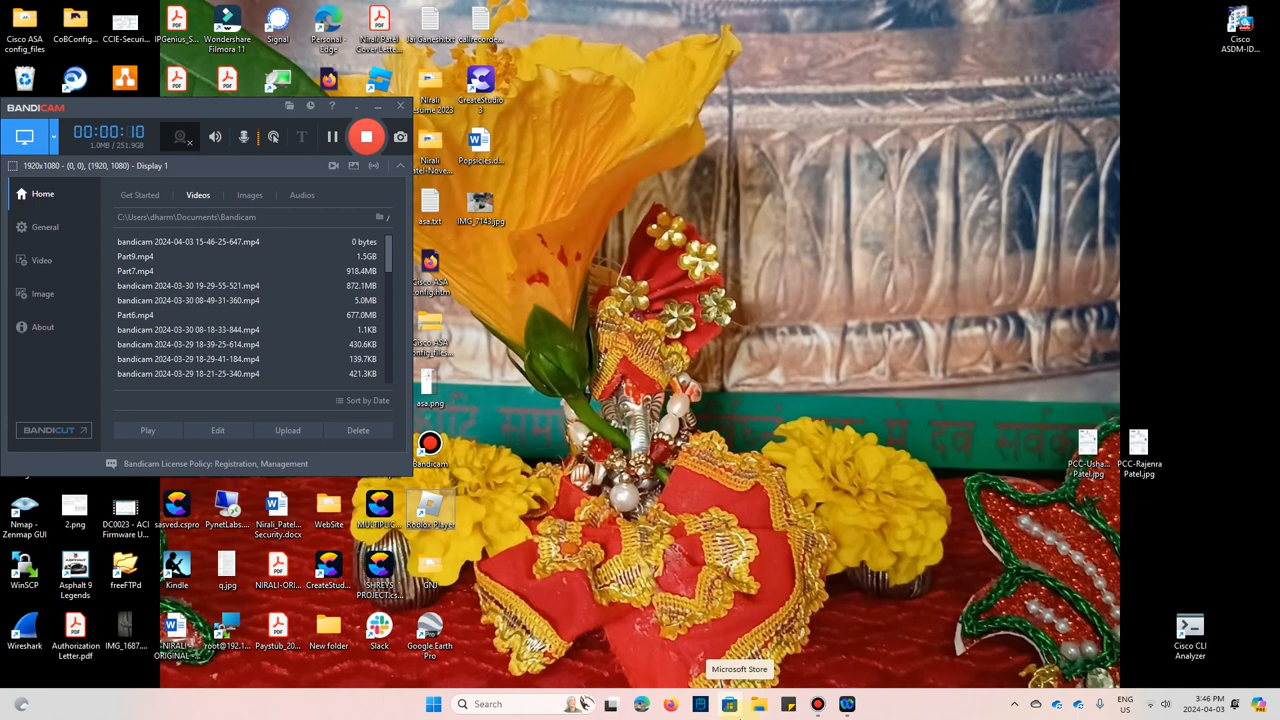 Cisco ASA config_files
CoBConfig...
CCIE-Securi...
IPGenius_S...
Wondershare Filmora 11
Signal
Personal - Edge
Nirali Patel Cover Lette...
Jai Ganesh.txt
callrecorde...
Cisco ASDM-ID...
BANDICAM
00:00:10
1.0MB / 251.9GB
1920x1080 - (0, 0), (1920, 1080) - Display 1
Home
General
Video
Image
About
BANDICUT
Get Started
Videos
Images
Audios
C:\Users\dharm\Documents\Bandicam
bandicam 2024-04-03 15-46-25-647.mp4 0 bytes
Part9.mp4 1.5GB
Part7.mp4 918.4MB
bandicam 2024-03-30 19-29-55-521.mp4 872.1MB
bandicam 2024-03-30 08-49-31-360.mp4 5.0MB
Part6.mp4 677.0MB
bandicam 2024-03-30 08-18-33-844.mp4 1.1KB
bandicam 2024-03-29 18-39-25-614.mp4 430.6KB
bandicam 2024-03-29 18-29-41-184.mp4 139.7KB
bandicam 2024-03-29 18-21-25-340.mp4 421.3KB
Sort by Date
Play
Edit
Upload
Delete
Bandicam License Policy: Registration, Management
Nirali Resume 2023
CreateStudio 3
Nirali Patel-Nove...
Popsicles.d...
asa.txt
IMG_7143.jpg
Cisco ASA config.htm
Cisco ASA config_files...
asa.png
Bandicam
PCC-Usha... Patel.jpg
PCC-Rajenra Patel.jpg
Nmap - Zenmap GUI
2.png
DC0023 - ACI Firmware U...
sasved.cspro
PynetLabs...
Nirali_Patel... Security.docx
WebSite
MULTIPLIC...
Roblox Player
WinSCP
Asphalt 9 Legends
freeFTPd
Kindle
q.jpg
NIRALI-ORI...
CreateStud...
SHREYS PROJECT.cs...
GNJ
Wireshark
Authorization Letter.pdf
IMG_1687....
NIRALI ORIGINAL...
root@192.1...
Paystub_20...
New folder
Slack
Google Earth Pro
Cisco CLI Analyzer
Microsoft Store
Search
ENG
US
3:46 PM
2024-04-03